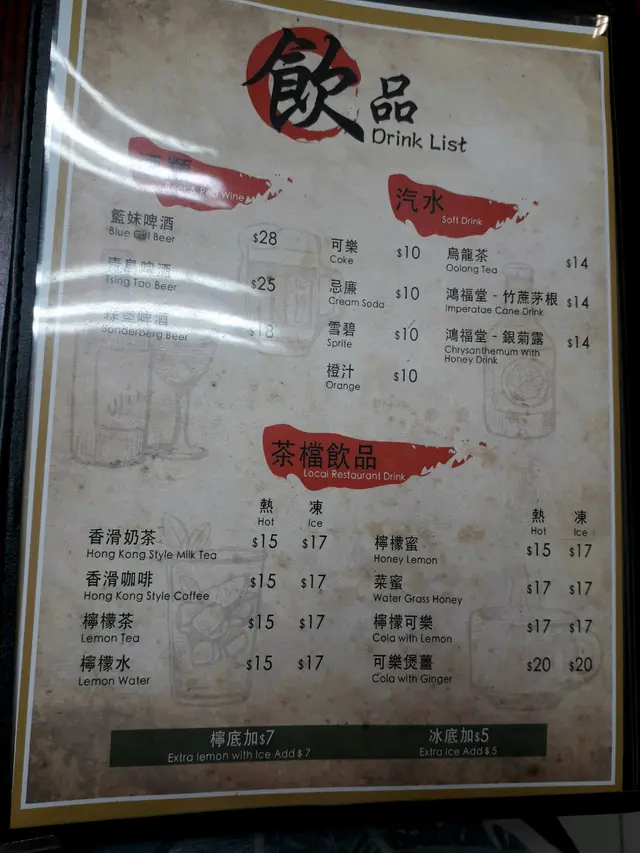 飲品
Drink List
Beer & Red Wine
籃妹啤酒 $28
Blue Girl Beer
青島啤酒 $25
Tsing Tao Beer
$18
Sonderberg Beer
汽水
Soft Drink
可樂 $10
Coke
忌廉 $10
Cream Soda
雪碧 $10
Sprite
橙汁 $10
Orange
烏龍茶 $14
Oolong Tea
鴻福堂 - 竹蔗茅根 $14
Imperatae Cane Drink
鴻福堂 - 銀菊露 $14
Chrysanthemum With
Honey Drink
茶檔飲品
Local Restaurant Drink
熱 凍
Hot Ice
香滑奶茶 $15 $17
Hong Kong Style Milk Tea
香滑咖啡 $15 $17
Hong Kong Style Coffee
檸檬茶 $15 $17
Lemon Tea
檸檬水 $15 $17
Lemon Water
熱 凍
Hot Ice
檸檬蜜 $15 $17
Honey Lemon
菜蜜 $17 $17
Water Grass Honey
檸檬可樂 $17 $17
Cola with Lemon
可樂煲薑 $20 $20
Cola with Ginger
檸底加$7
Extra lemon with Ice Add $ 7
冰底加$5
Extra Ice Add $ 5